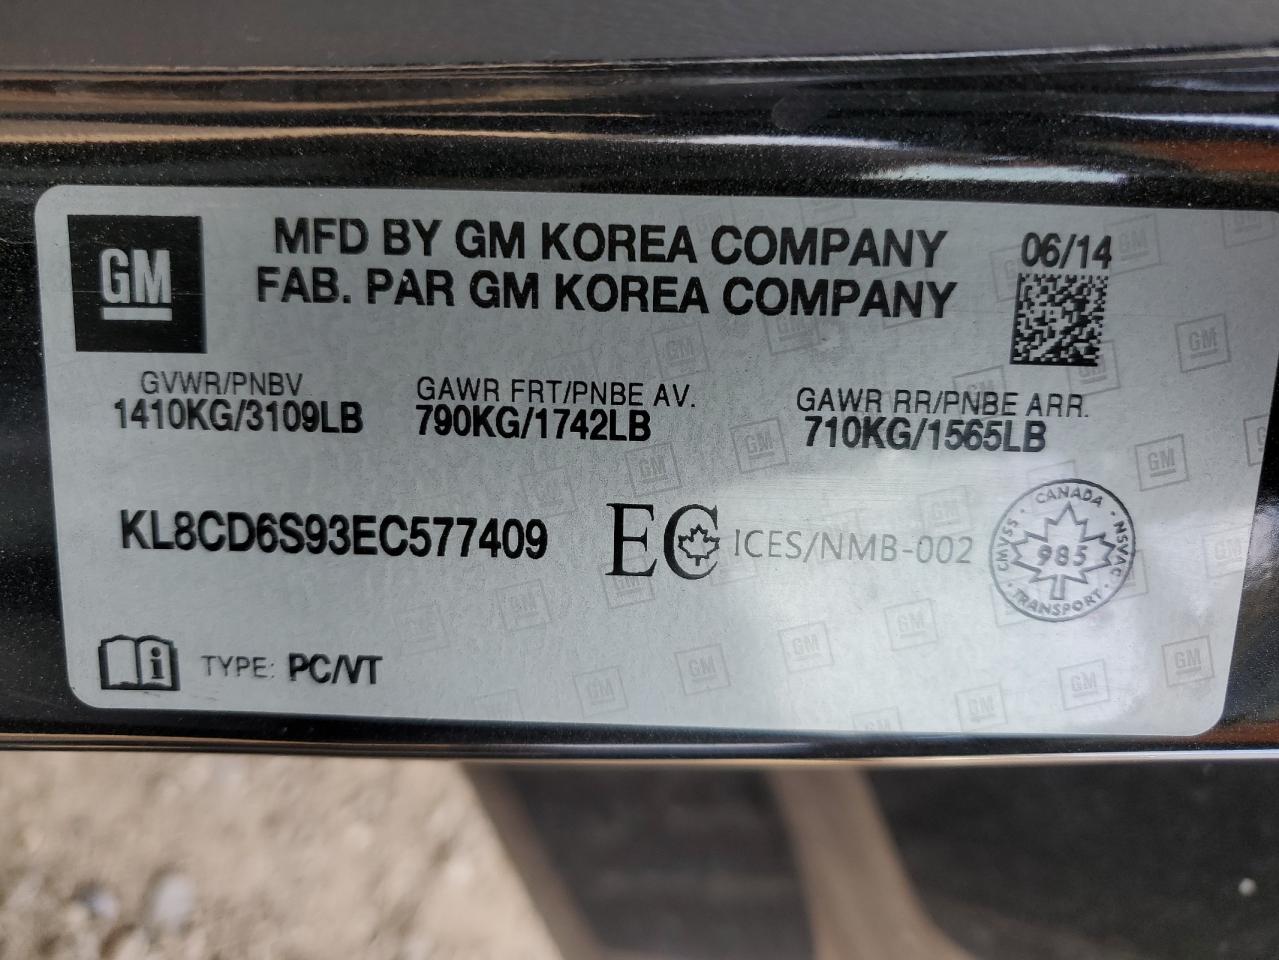 GM
MFD BY GM KOREA COMPANY
FAB. PAR GM KOREA COMPANY
06/14
GVWR/PNBV
1410KG/3109LB
GAWR FRT/PNBE AV.
790KG/1742LB
GAWR RR/PNBE ARR.
710KG/1565LB
KL8CD6S93EC577409
EC ICES/NMB-002
CANADA
CMVSS
985
NSVAC
TRANSPORT
i
TYPE: PC/VT